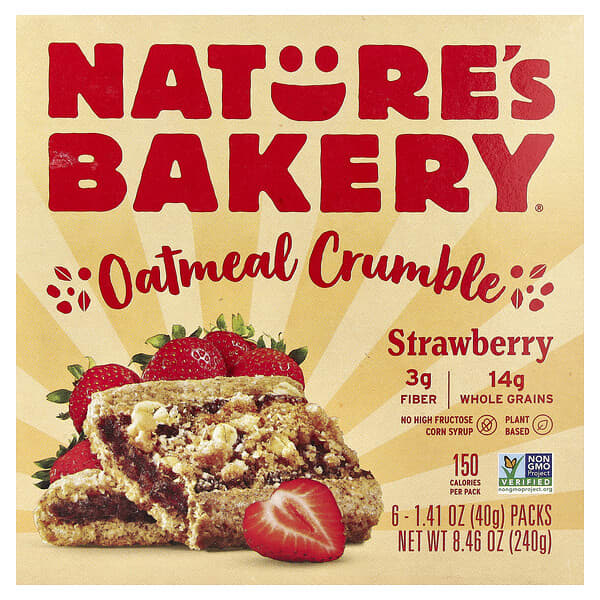 NATURE'S
BAKERY®
Oatmeal Crumble
Strawberry
3g FIBER
14g WHOLE GRAINS
NO HIGH FRUCTOSE
CORN SYRUP
PLANT
BASED
150
CALORIES
PER PACK
NON
GMO
Project
VERIFIED
nongmoproject.org
6 - 1.41 OZ (40g) PACKS
NET WT 8.46 OZ (240g)